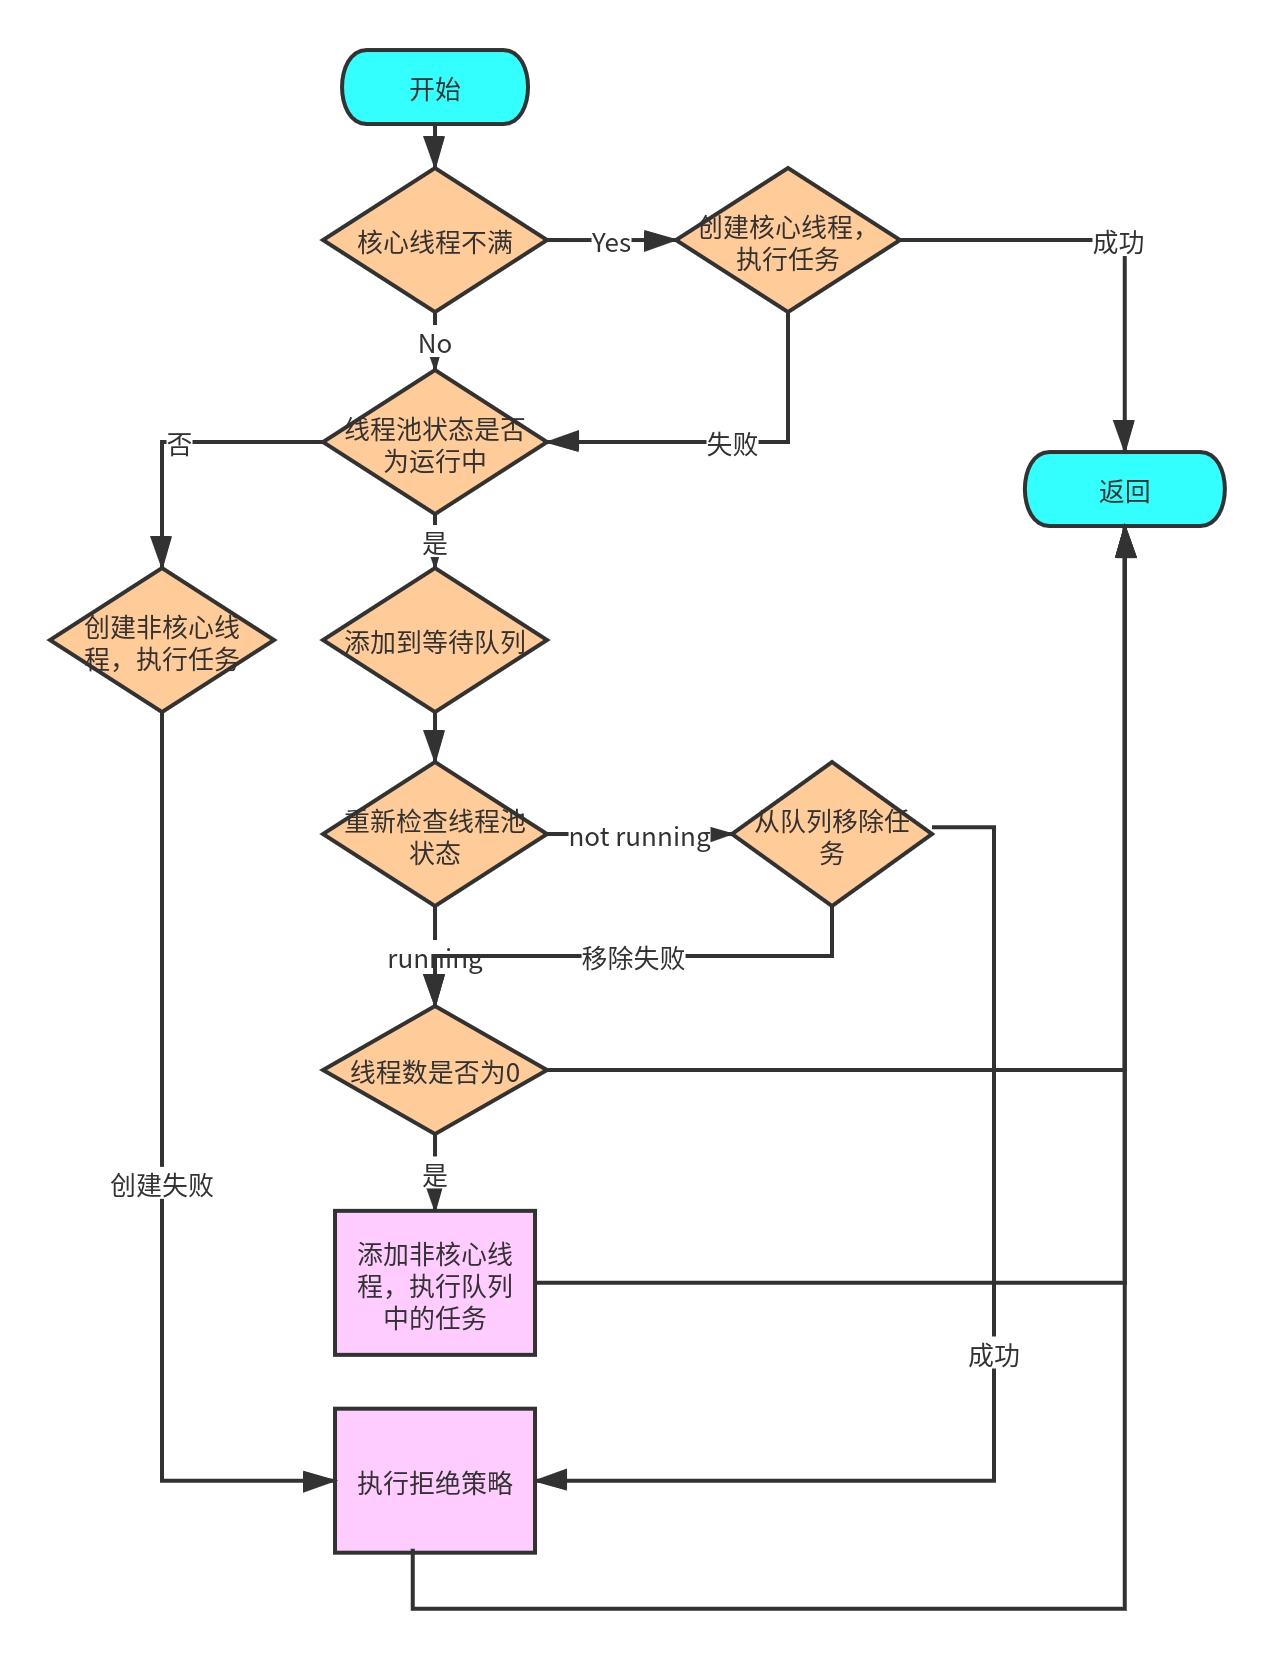 开始
核心线程不满
Yes
创建核心线程，
执行任务
成功
No
线程池状态是否
为运行中
失败
否
返回
是
创建非核心线
程，执行任务
添加到等待队列
重新检查线程池
状态
not running
从队列移除任
务
running
移除失败
线程数是否为0
是
创建失败
添加非核心线
程，执行队列
中的任务
成功
执行拒绝策略